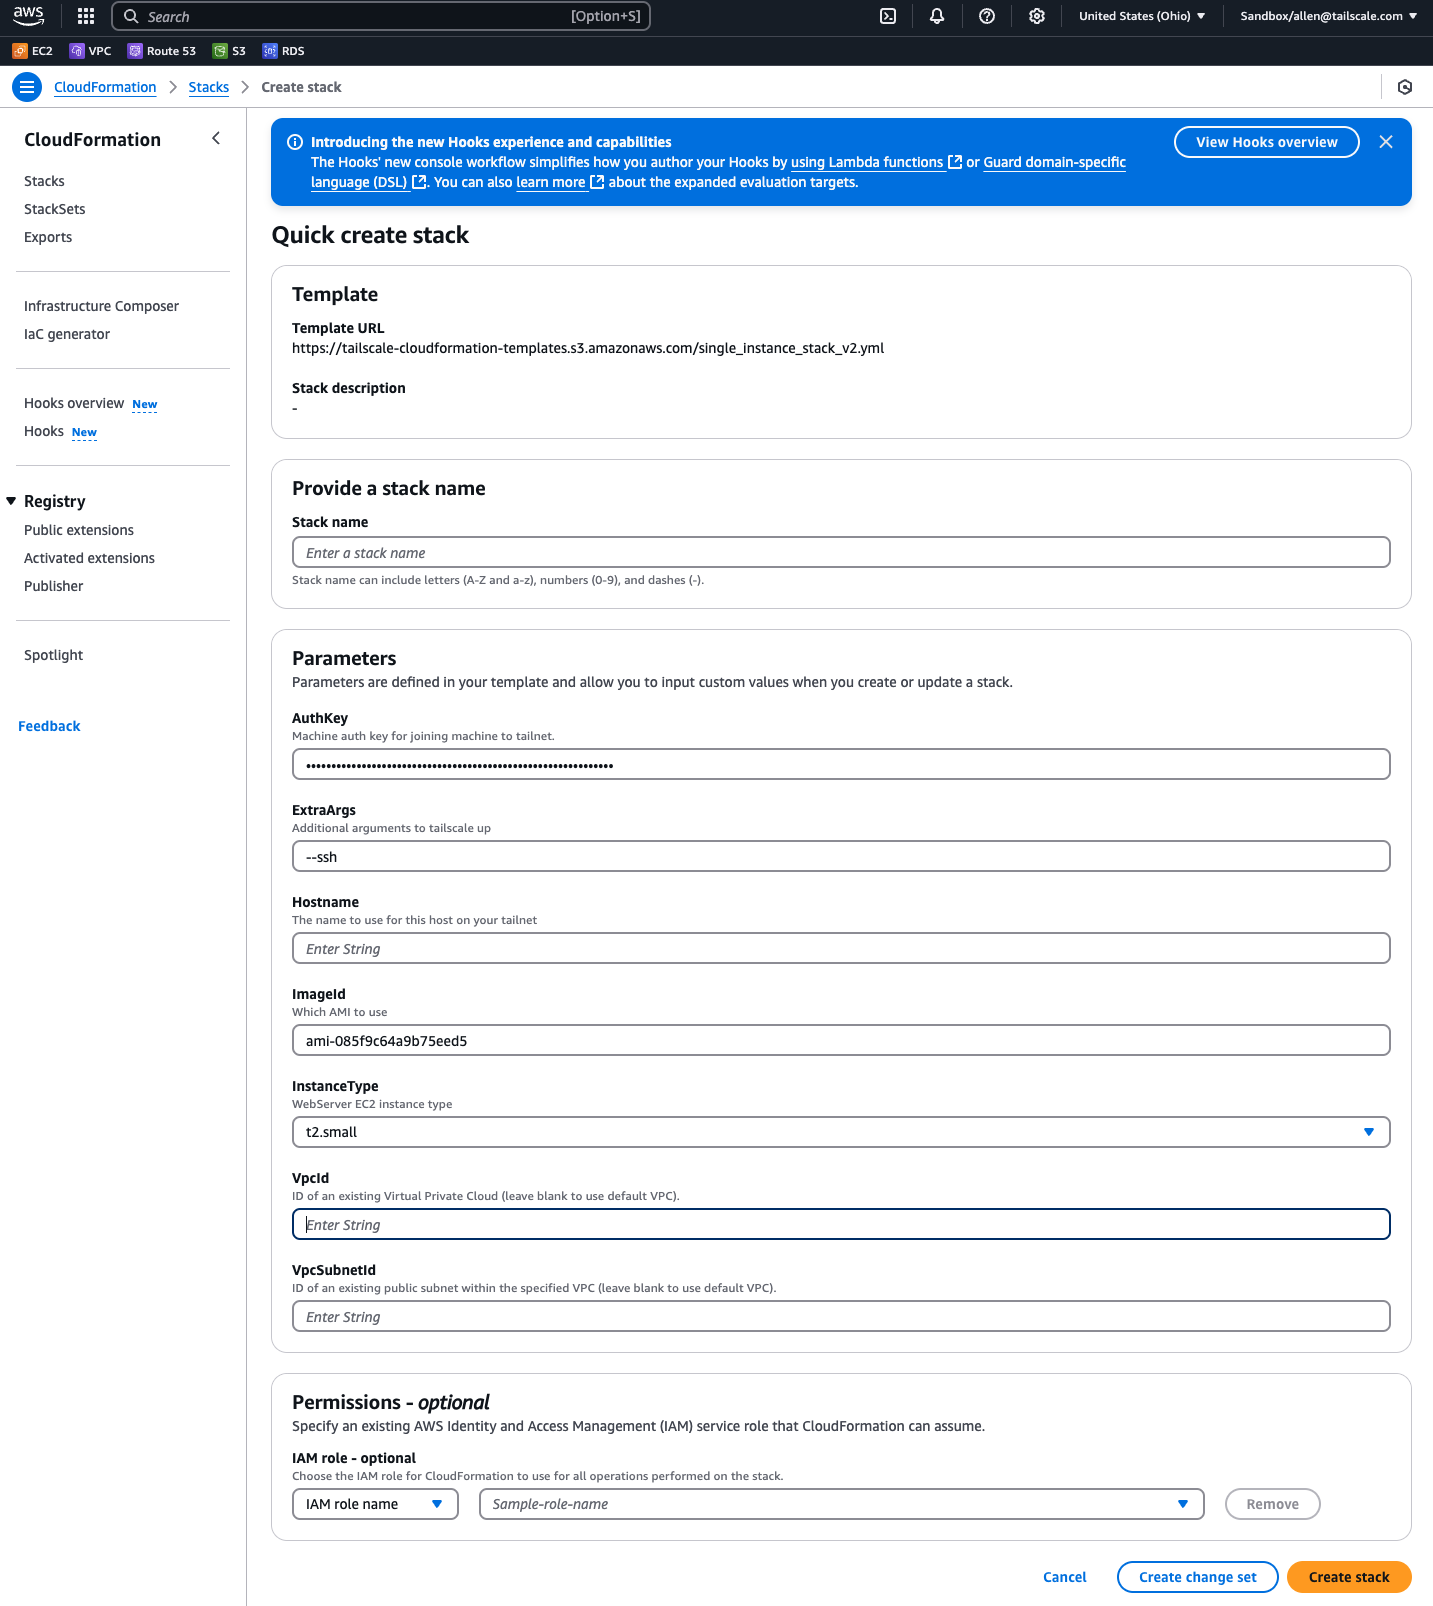 aws
Search
[Option+S]
United States (Ohio)
Sandbox/allen@tailscale.com
EC2
VPC
Route 53
S3
RDS
CloudFormation
Stacks
Create stack
CloudFormation
Stacks
StackSets
Exports
Infrastructure Composer
IaC generator
Hooks overview New
Hooks New
Registry
Public extensions
Activated extensions
Publisher
Spotlight
Feedback
Introducing the new Hooks experience and capabilities
The Hooks' new console workflow simplifies how you author your Hooks by using Lambda functions or Guard domain-specific
language (DSL) . You can also learn more about the expanded evaluation targets.
View Hooks overview
Quick create stack
Template
Template URL
https://tailscale-cloudformation-templates.s3.amazonaws.com/single_instance_stack_v2.yml
Stack description
-
Provide a stack name
Stack name
Enter a stack name
Stack name can include letters (A-Z and a-z), numbers (0-9), and dashes (-).
Parameters
Parameters are defined in your template and allow you to input custom values when you create or update a stack.
AuthKey
Machine auth key for joining machine to tailnet.
ExtraArgs
Additional arguments to tailscale up
--ssh
Hostname
The name to use for this host on your tailnet
Enter String
ImageId
Which AMI to use
ami-085f9c64a9b75eed5
InstanceType
WebServer EC2 instance type
t2.small
VpcId
ID of an existing Virtual Private Cloud (leave blank to use default VPC).
Enter String
VpcSubnetId
ID of an existing public subnet within the specified VPC (leave blank to use default VPC).
Enter String
Permissions - optional
Specify an existing AWS Identity and Access Management (IAM) service role that CloudFormation can assume.
IAM role - optional
Choose the IAM role for CloudFormation to use for all operations performed on the stack.
IAM role name
Sample-role-name
Remove
Cancel
Create change set
Create stack